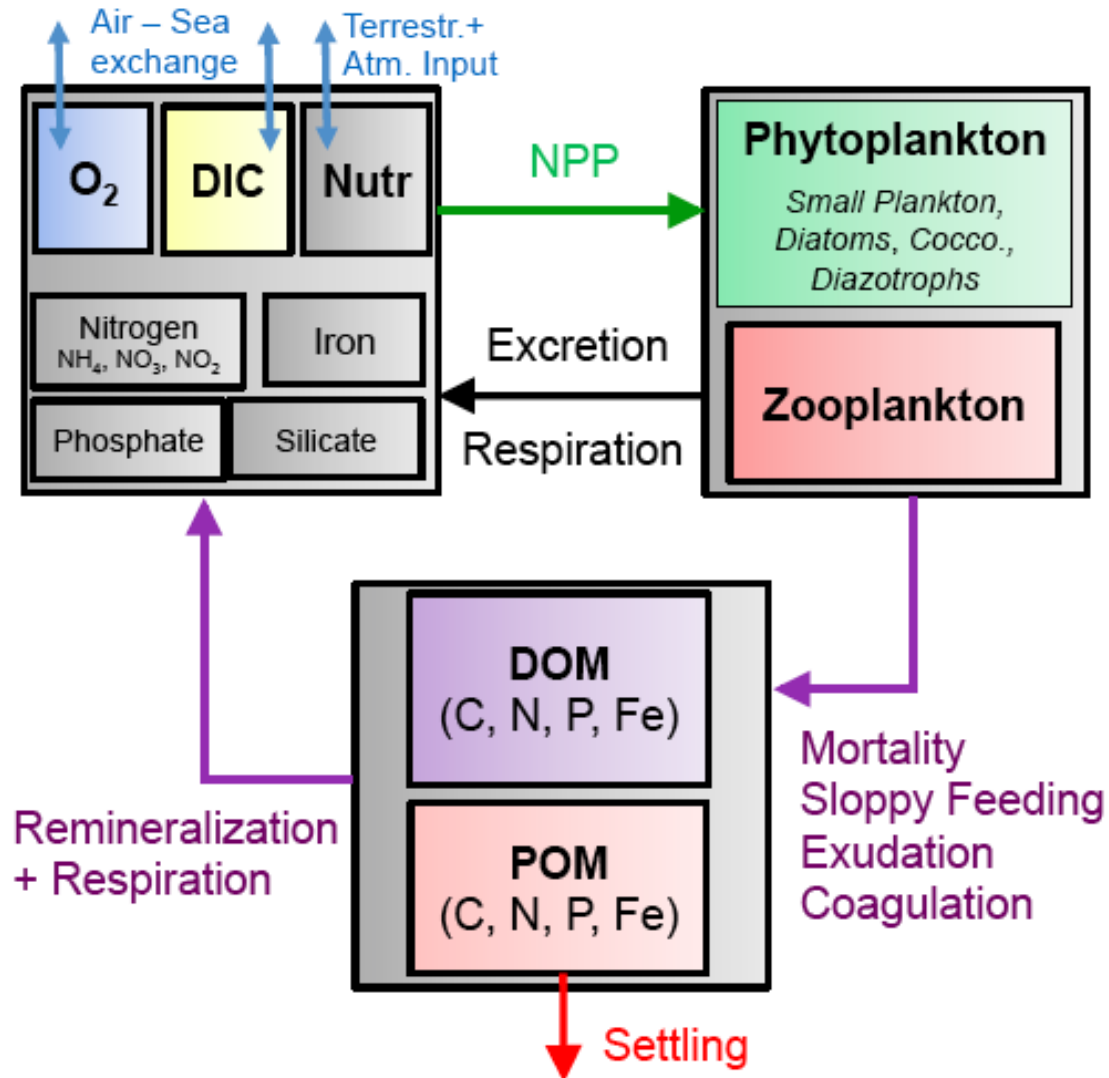 Air – Sea
exchange
Terrestr.+
Atm. Input
O₂
DIC
Nutr
Nitrogen
NH₄, NO₃, NO₂
Iron
Phosphate
Silicate
NPP
Excretion
Respiration
Phytoplankton
Small Plankton,
Diatoms, Cocco.,
Diazotrophs
Zooplankton
DOM
(C, N, P, Fe)
POM
(C, N, P, Fe)
Mortality
Sloppy Feeding
Exudation
Coagulation
Remineralization
+ Respiration
Settling